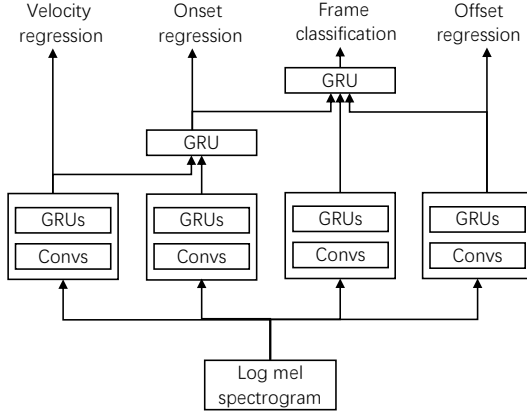 Velocity
regression
Onset
regression
Frame
classification
Offset
regression
GRU
GRU
GRUs
Convs
GRUs
Convs
GRUs
Convs
GRUs
Convs
Log mel
spectrogram